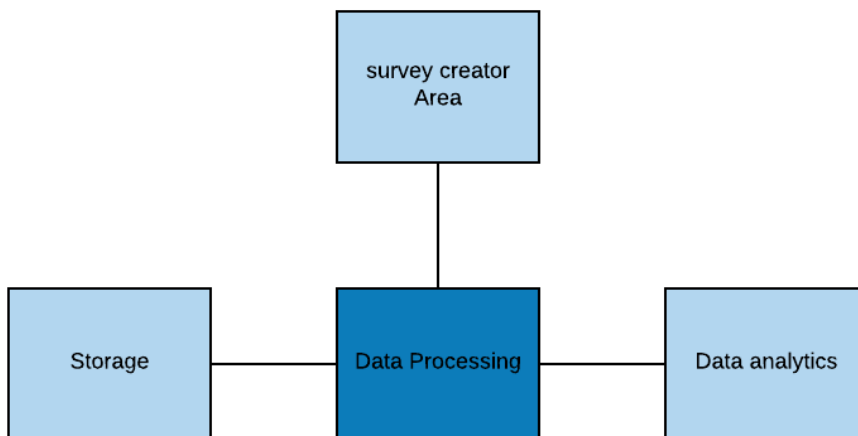 survey creator
Area
Storage
Data Processing
Data analytics